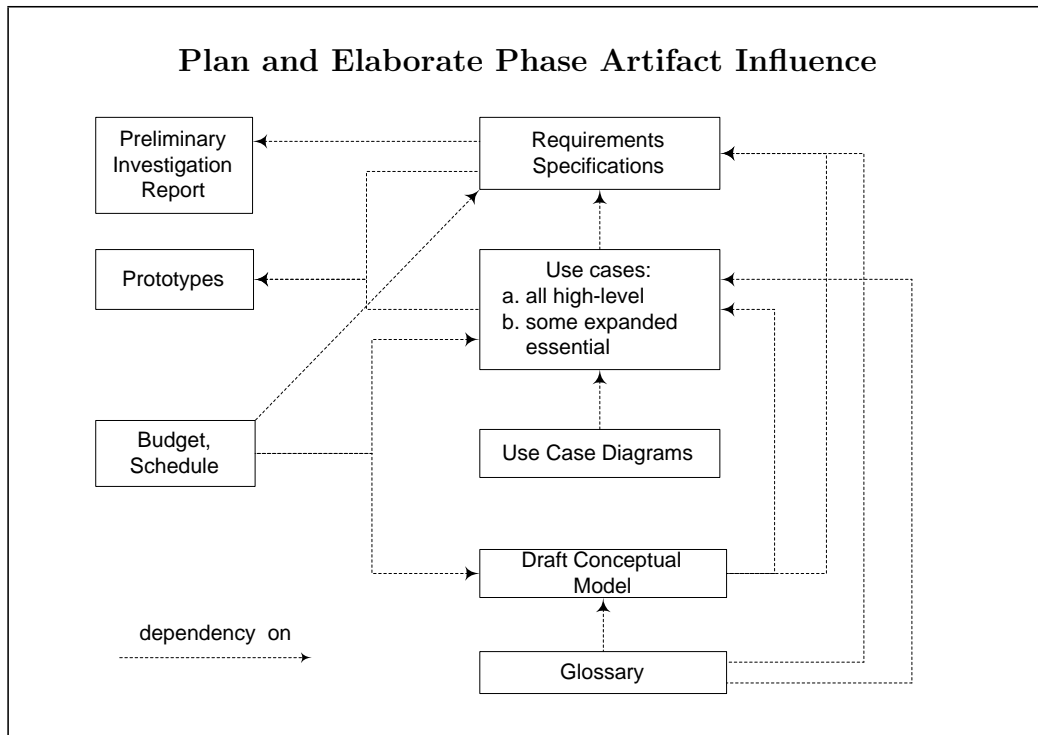 Plan and Elaborate Phase Artifact Influence
Preliminary
Investigation
Report
Requirements
Specifications
Prototypes
Use cases:
a. all high-level
b. some expanded
essential
Budget,
Schedule
Use Case Diagrams
Draft Conceptual
Model
dependency on
Glossary